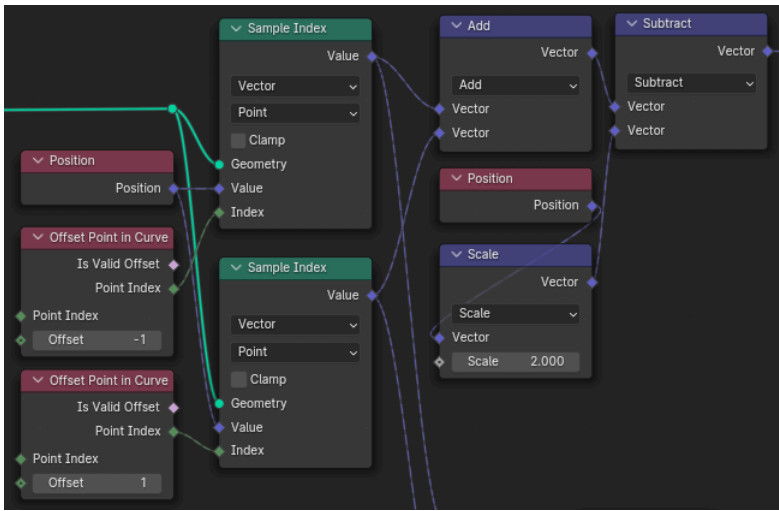 Position
Position
Offset Point in Curve
Is Valid Offset
Point Index
Point Index
Offset -1
Offset Point in Curve
Is Valid Offset
Point Index
Point Index
Offset 1
Sample Index
Value
Vector
Point
Clamp
Geometry
Value
Index
Sample Index
Value
Vector
Point
Clamp
Geometry
Value
Index
Add
Vector
Add
Vector
Vector
Position
Position
Scale
Vector
Scale
Vector
Scale 2.000
Subtract
Vector
Subtract
Vector
Vector